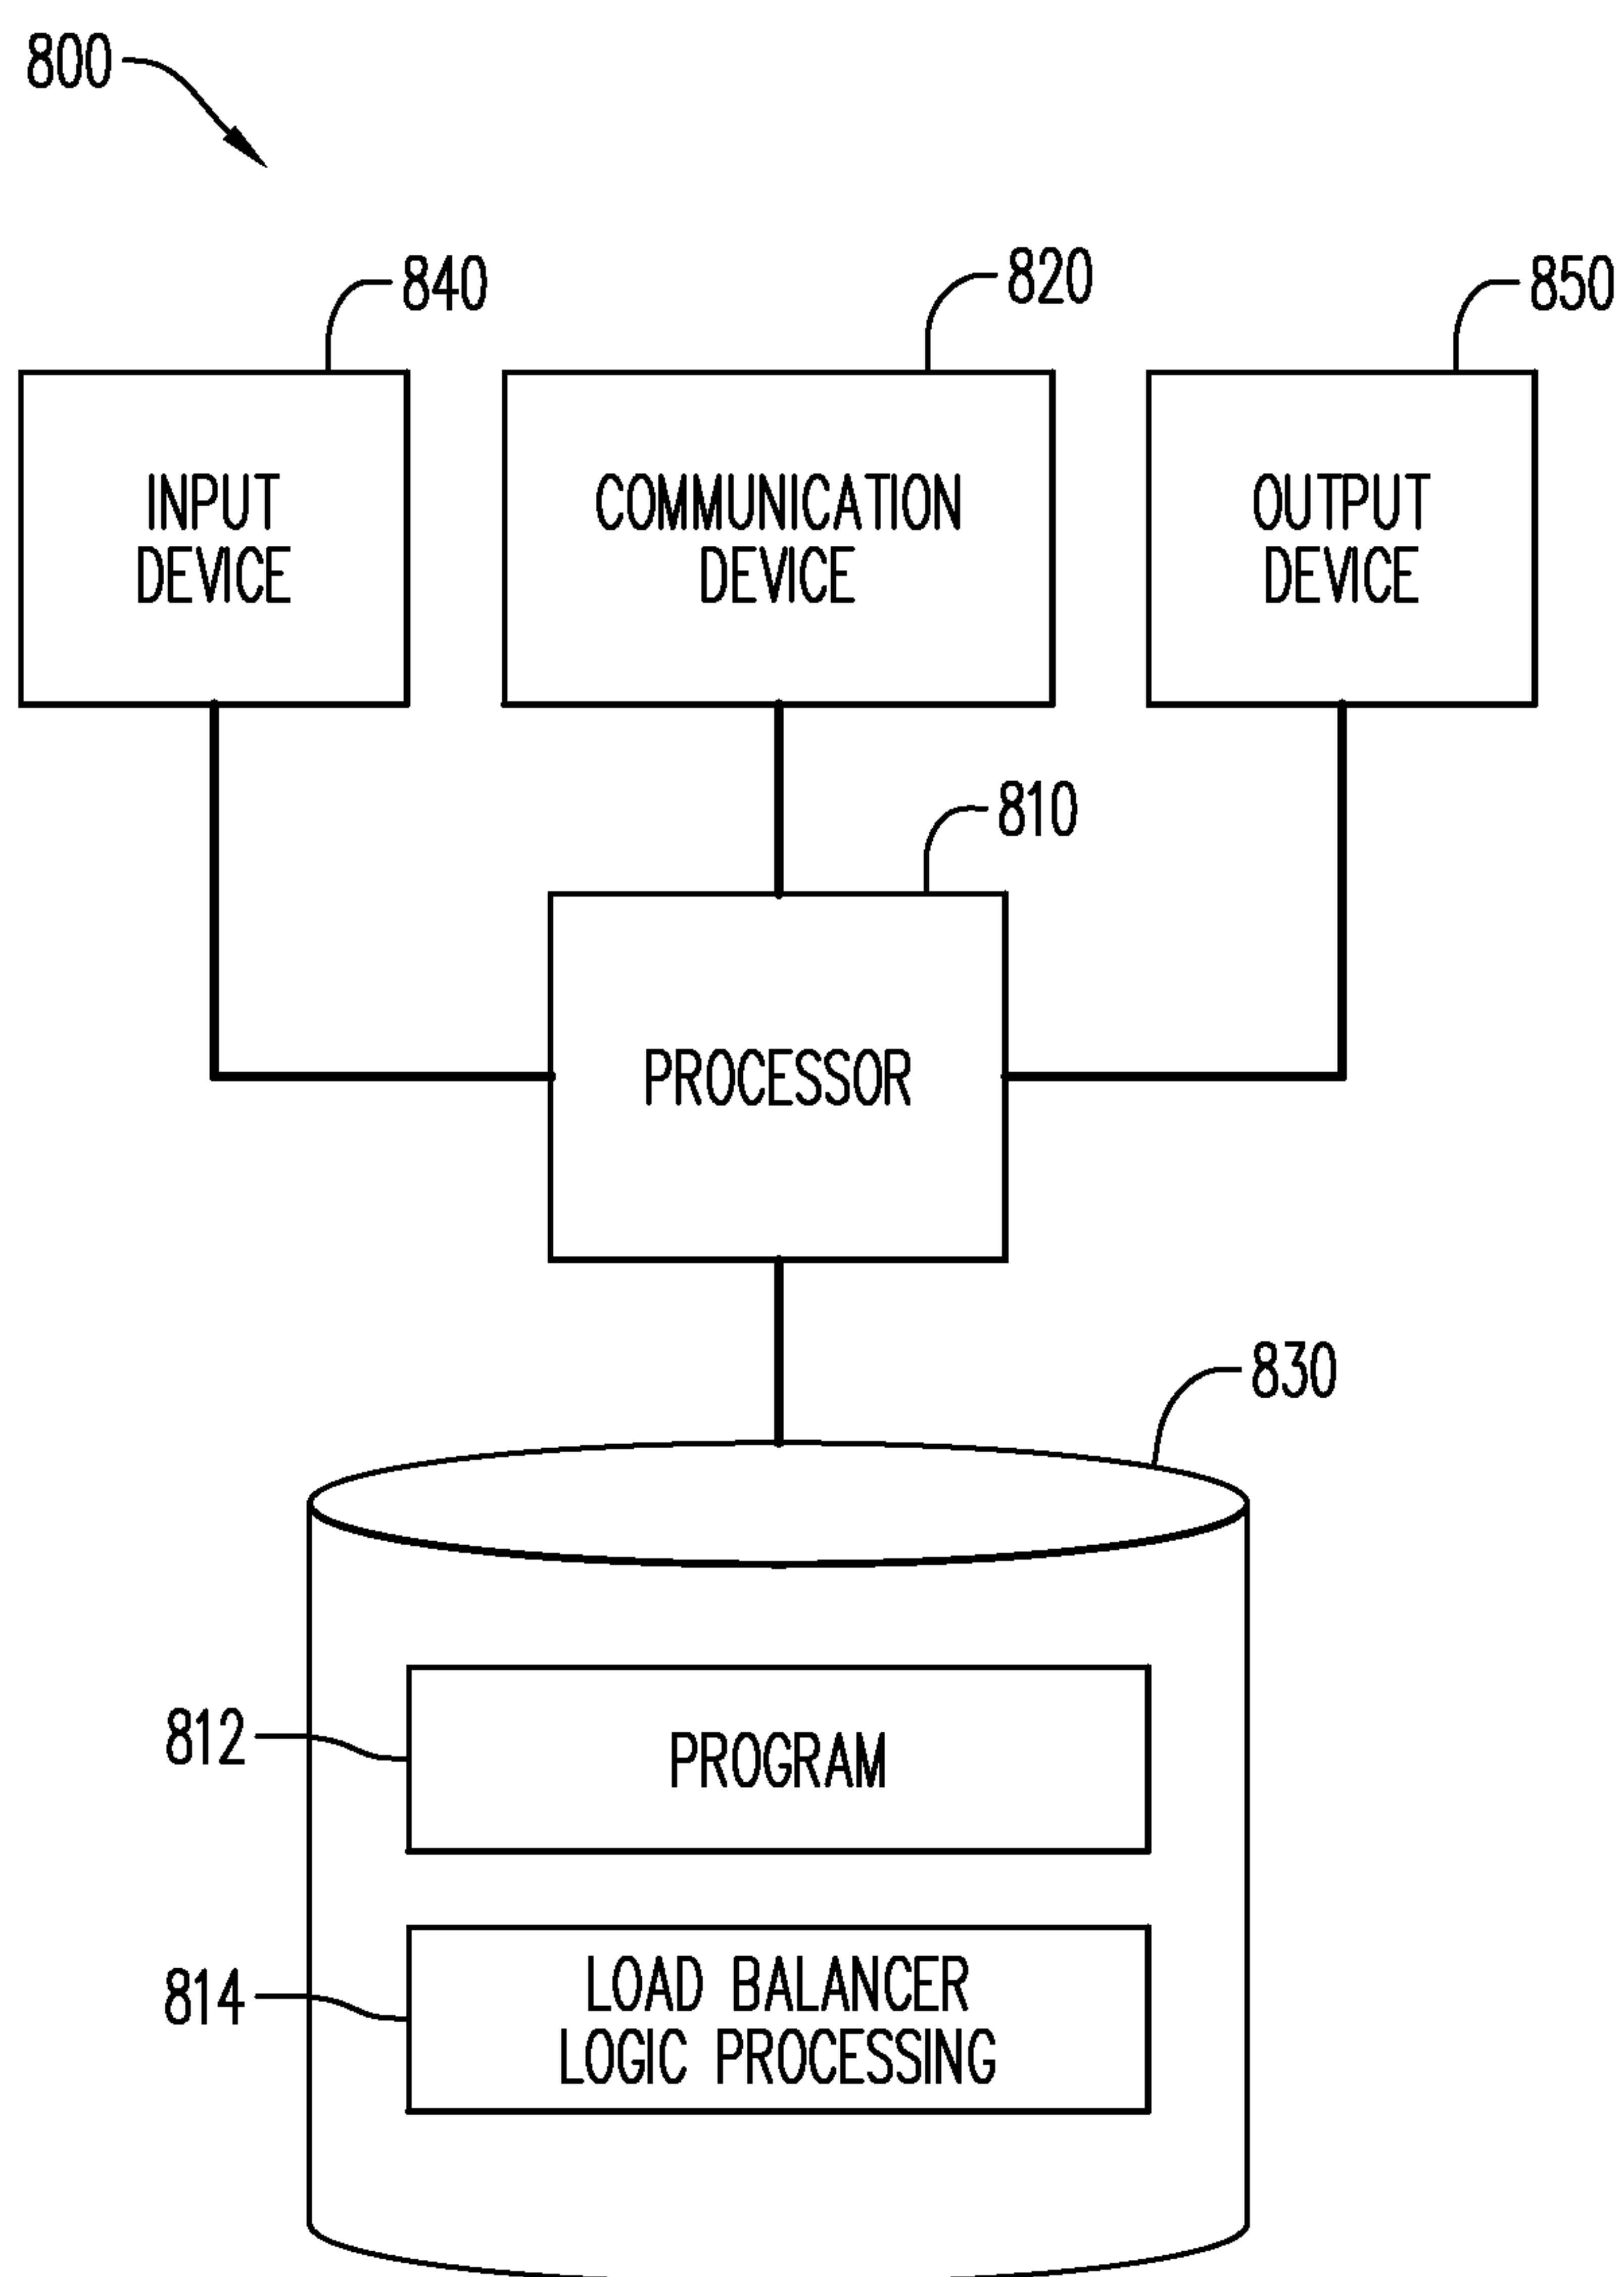 800
840
820
850
INPUT
DEVICE
COMMUNICATION
DEVICE
OUTPUT
DEVICE
810
PROCESSOR
830
812
PROGRAM
814
LOAD BALANCER
LOGIC PROCESSING